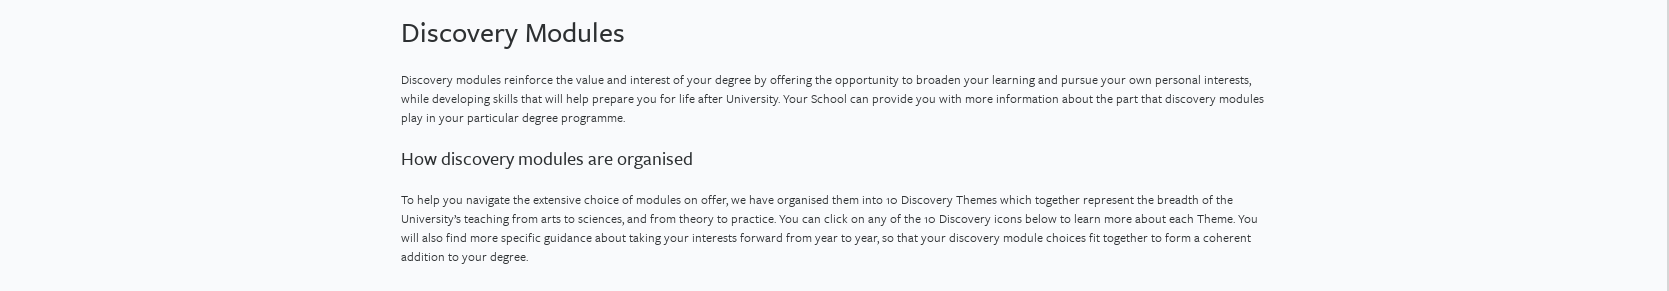 Discovery Modules
Discovery modules reinforce the value and interest of your degree by offering the opportunity to broaden your learning and pursue your own personal interests,
while developing skills that will help prepare you for life after University. Your School can provide you with more information about the part that discovery modules
play in your particular degree programme.
How discovery modules are organised
To help you navigate the extensive choice of modules on offer, we have organised them into 10 Discovery Themes which together represent the breadth of the
University’s teaching from arts to sciences, and from theory to practice. You can click on any of the 10 Discovery icons below to learn more about each Theme. You
will also find more specific guidance about taking your interests forward from year to year, so that your discovery module choices fit together to form a coherent
addition to your degree.